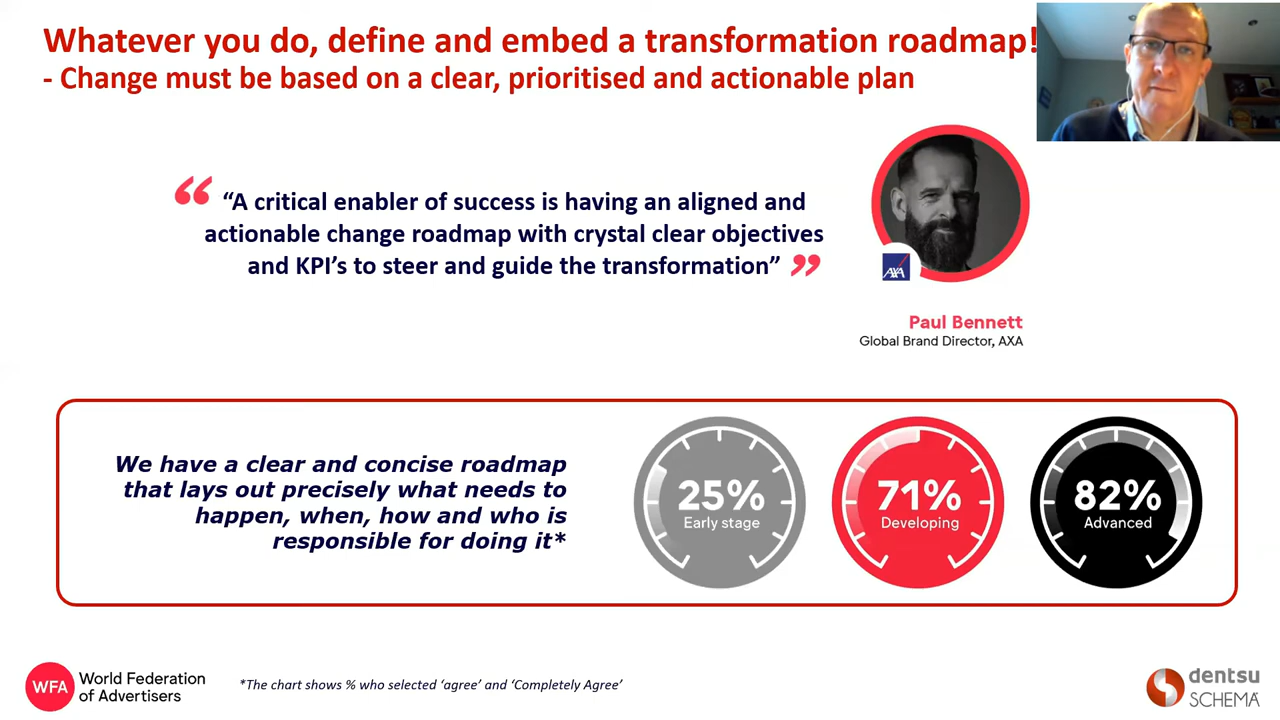 Whatever you do, define and embed a transformation roadmap!
- Change must be based on a clear, prioritised and actionable plan
“
“A critical enabler of success is having an aligned and
actionable change roadmap with crystal clear objectives
and KPI’s to steer and guide the transformation”
”
AXA
Paul Bennett
Global Brand Director, AXA
We have a clear and concise roadmap
that lays out precisely what needs to
happen, when, how and who is
responsible for doing it*
25%
Early stage
71%
Developing
82%
Advanced
WFA
World Federation
of Advertisers
*The chart shows % who selected ‘agree’ and ‘Completely Agree’
dentsu
SCHEMA